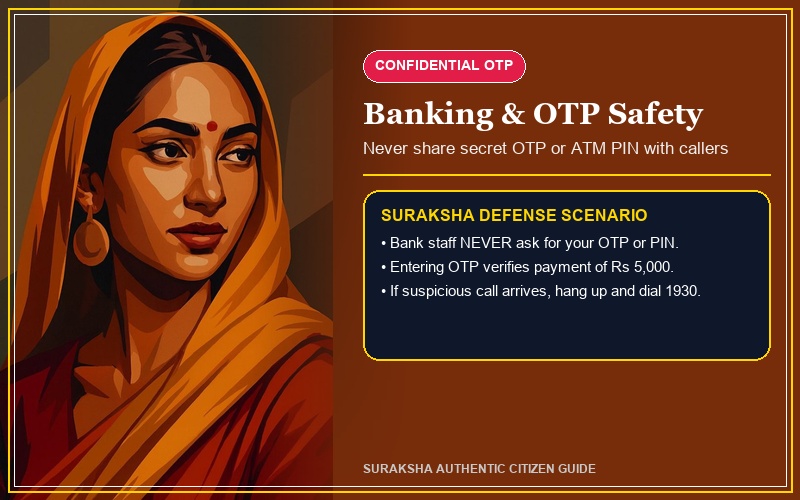 CONFIDENTIAL OTP
Banking & OTP Safety
Never share secret OTP or ATM PIN with callers
SURAKSHA DEFENSE SCENARIO
• Bank staff NEVER ask for your OTP or PIN.
• Entering OTP verifies payment of Rs 5,000.
• If suspicious call arrives, hang up and dial 1930.
SURAKSHA AUTHENTIC CITIZEN GUIDE